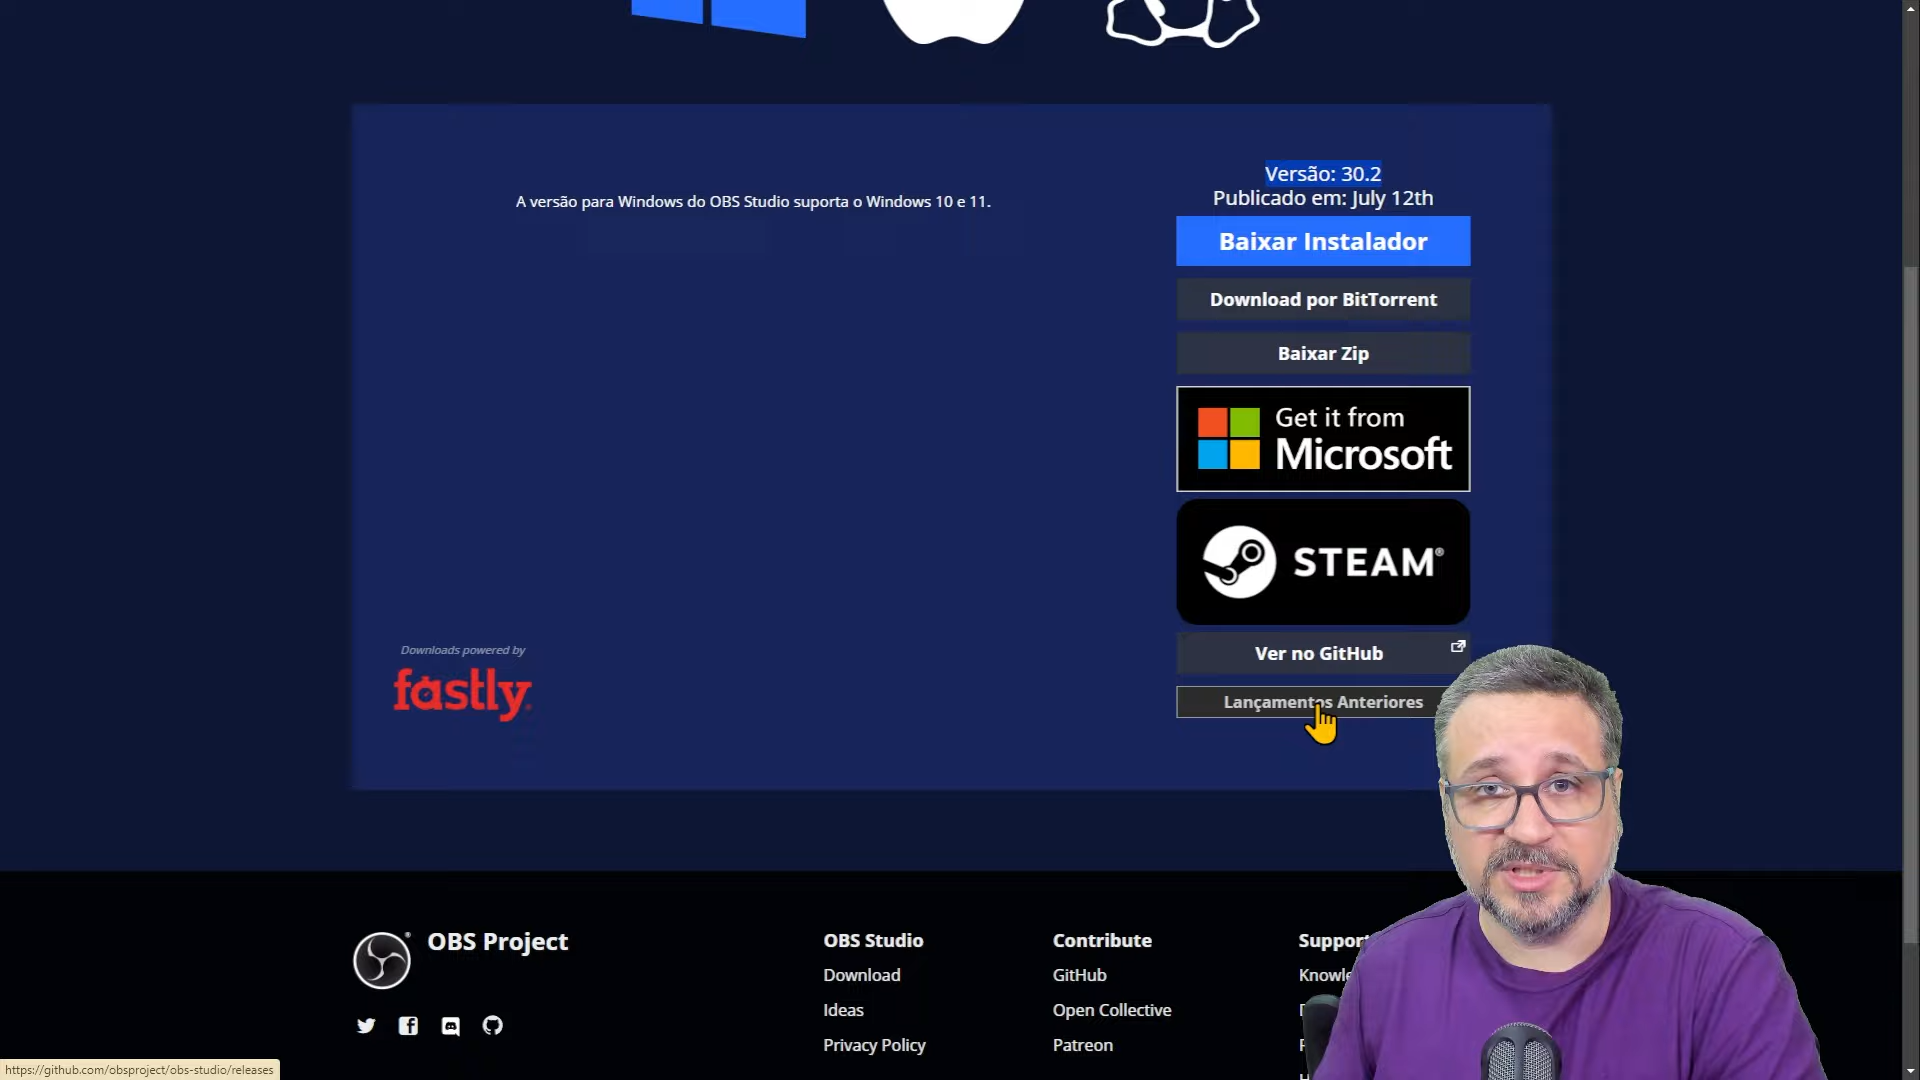 A versão para Windows do OBS Studio suporta o Windows 10 e 11.
Versão: 30.2
Publicado em: July 12th
Baixar Instalador
Download por BitTorrent
Baixar Zip
Get it from
Microsoft
STEAM®
Ver no GitHub
Lançamentos Anteriores
Downloads powered by
fastly
OBS Project
OBS Studio
Download
Ideas
Privacy Policy
Contribute
GitHub
Open Collective
Patreon
Support
Knowle
https://github.com/obsproject/obs-studio/releases